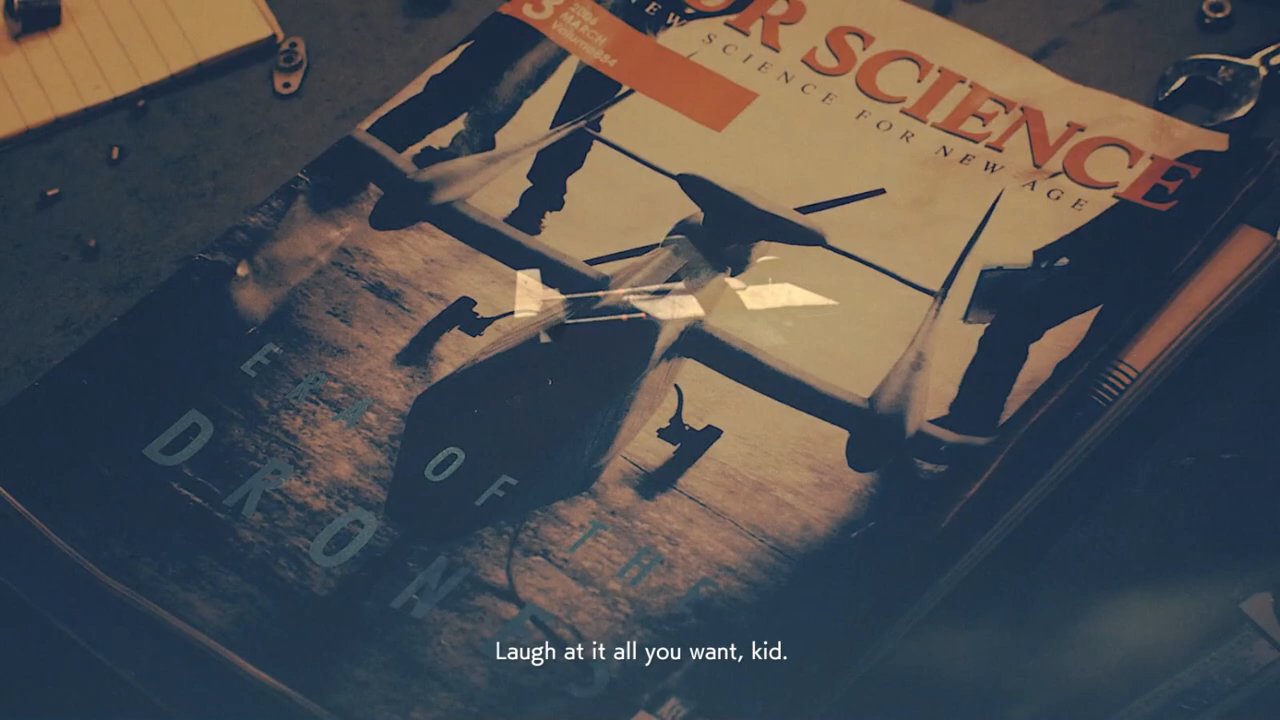 OR SCIENCE
NEW SCIENCE FOR NEW AGE
3
MARCH
ERA OF THE
DRONES
Laugh at it all you want, kid.